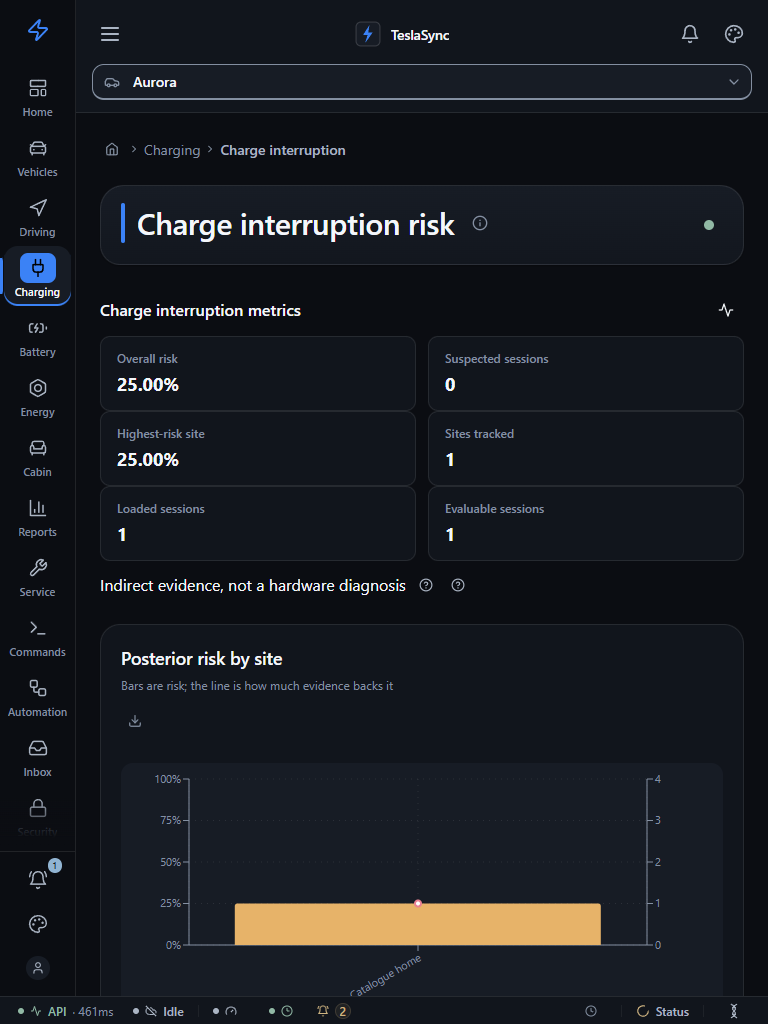 TeslaSync
Aurora
Home
Vehicles
Driving
Charging
Battery
Energy
Cabin
Reports
Service
Commands
Automation
Inbox
Security
1
Charging
Charge interruption
Charge interruption risk
Charge interruption metrics
Overall risk
25.00%
Suspected sessions
0
Highest-risk site
25.00%
Sites tracked
1
Loaded sessions
1
Evaluable sessions
1
Indirect evidence, not a hardware diagnosis
Posterior risk by site
Bars are risk; the line is how much evidence backs it
100%
75%
50%
25%
0%
4
3
2
1
0
Catalogue home
API · 461ms
Idle
2
Status